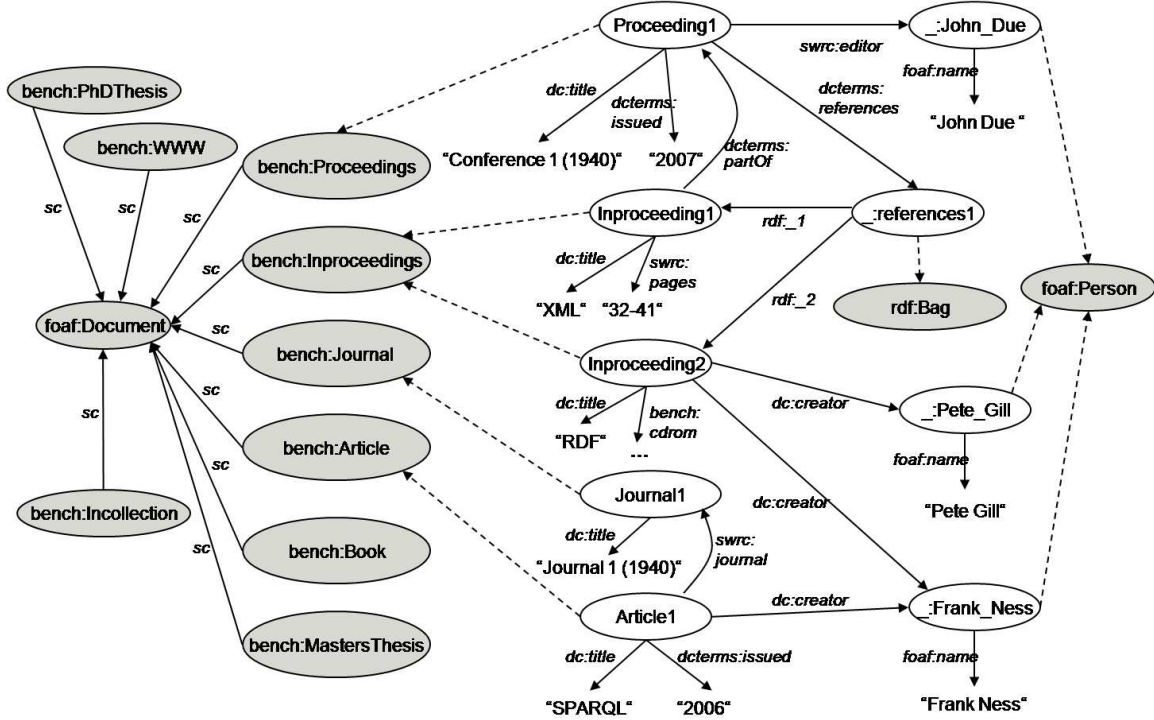 Proceeding1
swrc:editor
_:John_Due
foaf:name
"John Due "
dc:title
dcterms:
issued
dcterms:
references
"Conference 1 (1940)"
"2007"
dcterms:
partOf
bench:PhDThesis
bench:WWW
bench:Proceedings
sc
sc
sc
Inproceeding1
rdf:_1
_:references1
bench:Inproceedings
sc
dc:title
swrc:
pages
"XML"
"32-41"
rdf:_2
rdf:Bag
foaf:Person
foaf:Document
sc
bench:Journal
Inproceeding2
dc:title
bench:
cdrom
"RDF"
...
dc:creator
_:Pete_Gill
foaf:name
"Pete Gill"
sc
sc
bench:Article
sc
bench:Incollection
Journal1
dc:title
swrc:
journal
"Journal 1 (1940)"
dc:creator
sc
bench:Book
bench:MastersThesis
Article1
dc:creator
_:Frank_Ness
dc:title
dcterms:issued
foaf:name
"SPARQL"
"2006"
"Frank Ness"